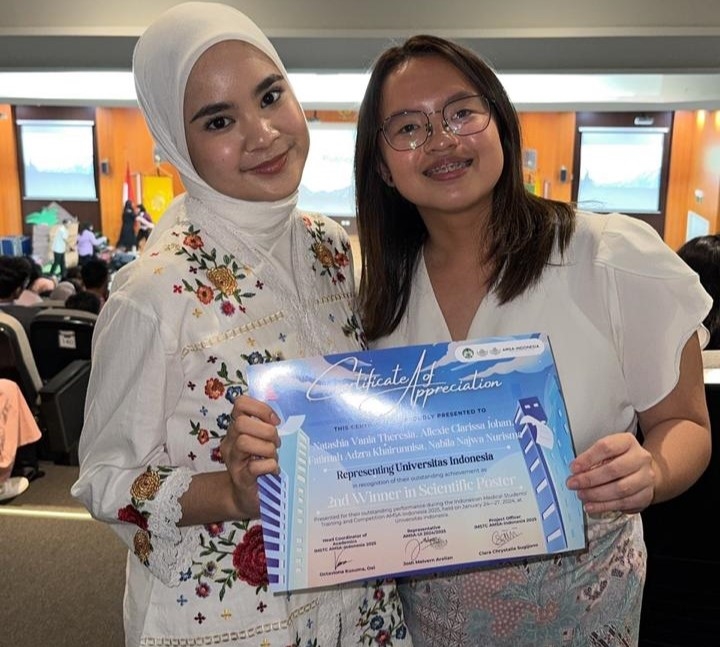 AMSA-INDONESIA
Certificate of
Appreciation
THIS CERTIFICATE IS PROUDLY PRESENTED TO
Natashia Vania Theresia, Allexie Clarissa Johan,
Fatimah Adzra Khairunnisa, Nabila Najwa Nurisma
Representing Universitas Indonesia
in recognition of their outstanding achievement as
2nd Winner in Scientific Poster
Presented for their outstanding performance during the Indonesian Medical Students'
Training and Competition AMSA-Indonesia 2025, held on January 24—27, 2024, at
Universitas Indonesia.
Head Coordinator of
Academics
IMSTC AMSA-Indonesia 2025
Representative
AMSA-UI 2024/2025
Project Officer
IMSTC AMSA-Indonesia 2025
Kusuma,
Melvern
Clara Chrystelle